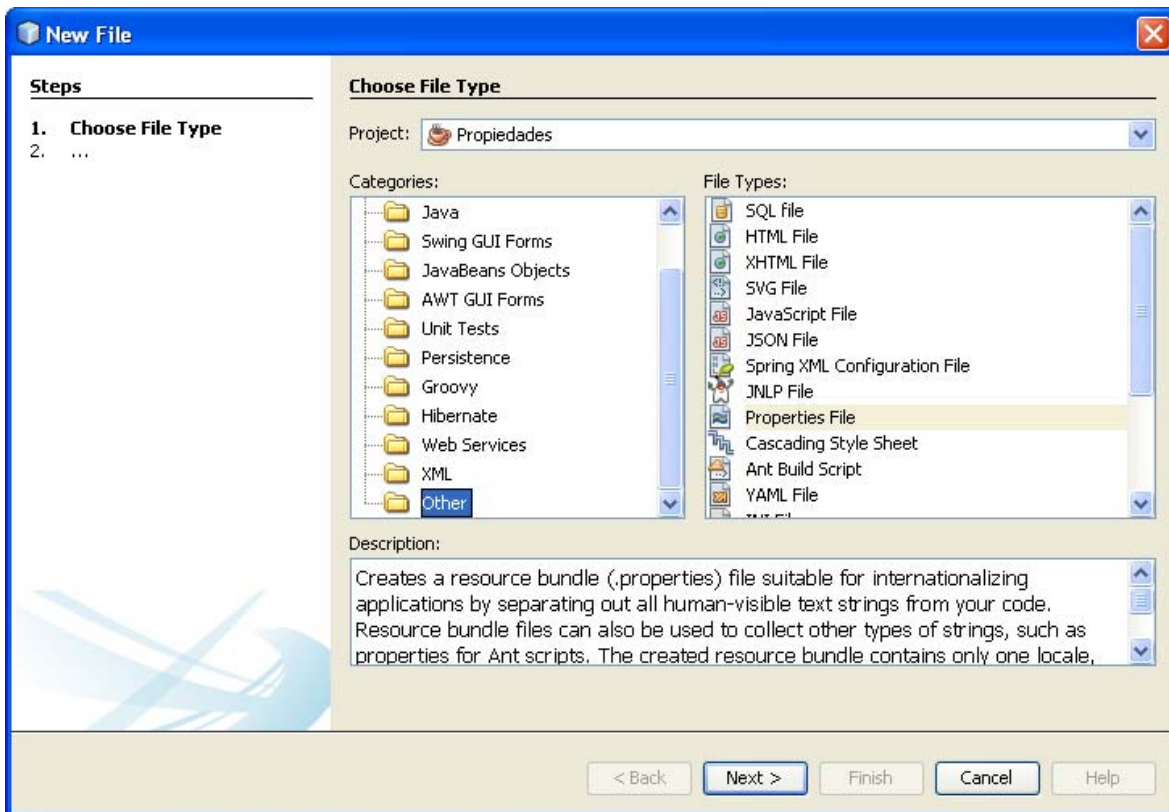 New File
Steps
1. Choose File Type
2. ...
Choose File Type
Project: Propiedades
Categories:
Java
Swing GUI Forms
JavaBeans Objects
AWT GUI Forms
Unit Tests
Persistence
Groovy
Hibernate
Web Services
XML
Other
File Types:
SQL file
HTML File
XHTML File
SVG File
JavaScript File
JSON File
Spring XML Configuration File
JNLP File
Properties File
Cascading Style Sheet
Ant Build Script
YAML File
Description:
Creates a resource bundle (.properties) file suitable for internationalizing
applications by separating out all human-visible text strings from your code.
Resource bundle files can also be used to collect other types of strings, such as
properties for Ant scripts. The created resource bundle contains only one locale,
< Back Next > Finish Cancel Help